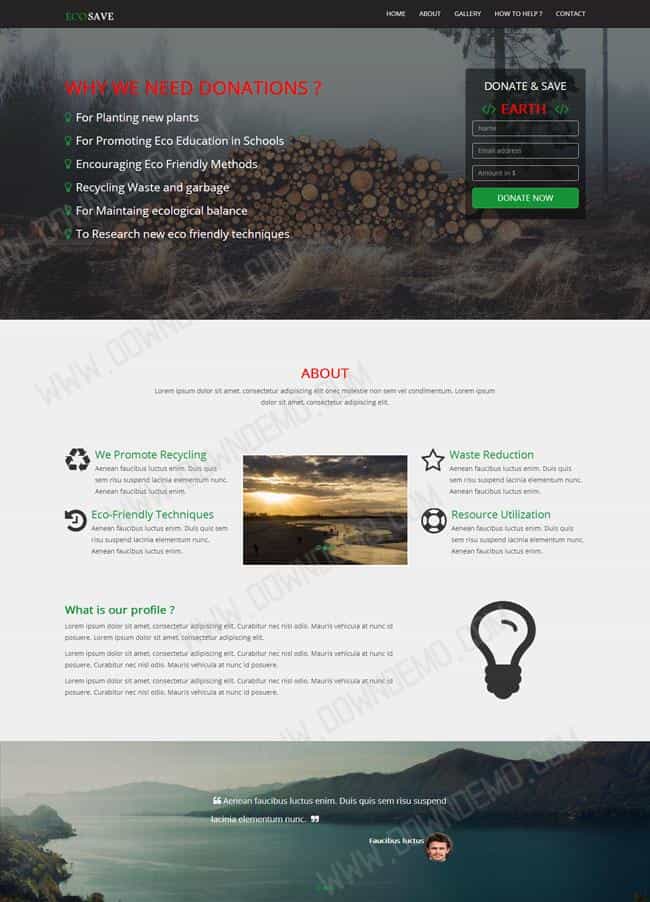 ECOSAVE
HOME ABOUT GALLERY HOW TO HELP ? CONTACT
WHY WE NEED DONATIONS ?
For Planting new plants
For Promoting Eco Education in Schools
Encouraging Eco Friendly Methods
Recycling Waste and garbage
For Maintaing ecological balance
To Research new eco friendly techniques
DONATE & SAVE
</> EARTH </>
Name
Email address
Amount in $
DONATE NOW
ABOUT
Lorem ipsum dolor sit amet, consectetur adipiscing elit onec molestie non sem vel condimentum. Lorem ipsum
dolor sit amet, consectetur adipiscing elit.
We Promote Recycling
Aenean faucibus luctus enim. Duis quis
sem risu suspend lacinia elementum nunc.
Aenean faucibus luctus enim.
Eco-Friendly Techniques
Aenean faucibus luctus enim. Duis quis sem
risu suspend lacinia elementum nunc.
Aenean faucibus luctus enim.
Waste Reduction
Aenean faucibus luctus enim. Duis quis
sem risu suspend lacinia elementum nunc.
Aenean faucibus luctus enim.
Resource Utilization
Aenean faucibus luctus enim. Duis quis sem
risu suspend lacinia elementum nunc.
Aenean faucibus luctus enim.
What is our profile ?
Lorem ipsum dolor sit amet, consectetur adipiscing elit. Curabitur nec nisl odio. Mauris vehicula at nunc id
posuere. Lorem ipsum dolor sit amet, consectetur adipiscing elit.
Lorem ipsum dolor sit amet, consectetur adipiscing elit. Curabitur nec nisl odio. Mauris vehicula at nunc id
posuere. Curabitur nec nisl odio. Mauris vehicula at nunc id posuere.
Lorem ipsum dolor sit amet, consectetur adipiscing elit. Curabitur nec nisl odio. Mauris vehicula at nunc id
posuere. Curabitur nec nisl odio. Mauris vehicula at nunc id posuere.
❝ Aenean faucibus luctus enim. Duis quis sem risu suspend
lacinia elementum nunc. ❞
Faucibus luctus
WWW.DOWNDEMO.COM
WWW.DOWNDEMO.COM
WWW.DOWNDEMO.COM
WWW.DOWNDEMO.COM